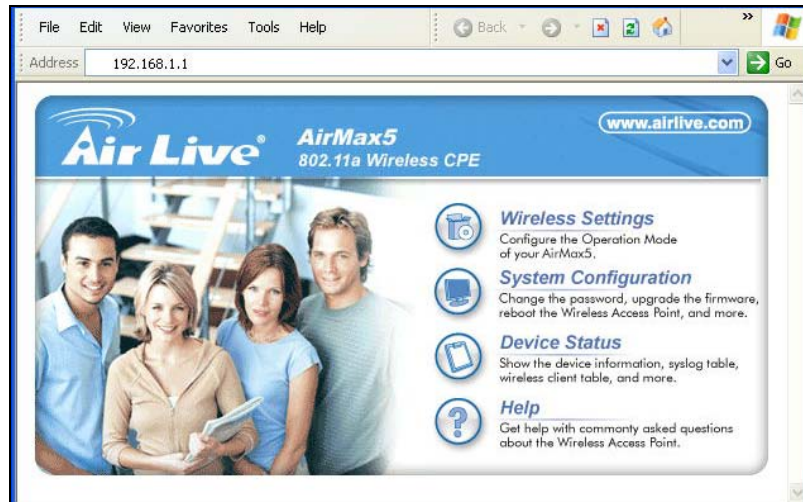 File Edit View Favorites Tools Help Back »
Address 192.168.1.1 Go
Air Live®
AirMax5
802.11a Wireless CPE
www.airlive.com
Wireless Settings
Configure the Operation Mode
of your AirMax5.
System Configuration
Change the password, upgrade the firmware,
reboot the Wireless Access Point, and more.
Device Status
Show the device information, syslog table,
wireless client table, and more.
Help
Get help with commonty asked questions
about the Wireless Access Point.